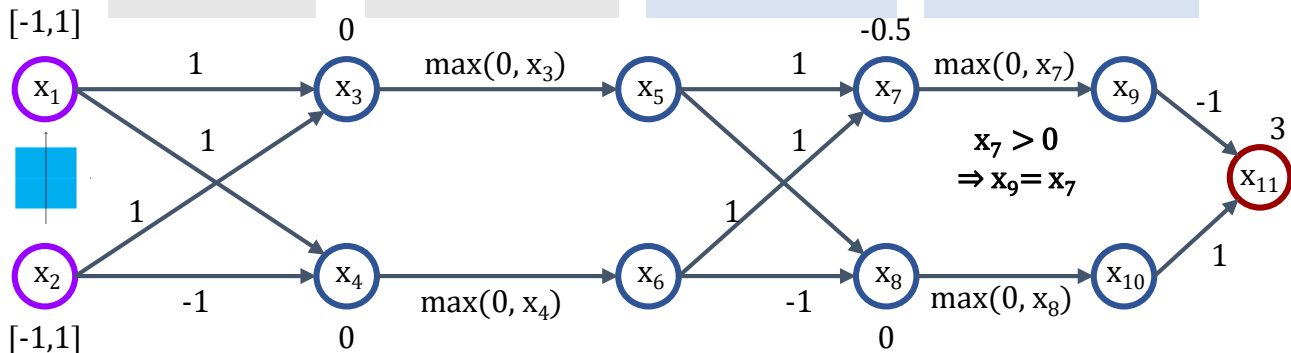 [-1,1] 0 -0.5
1 max(0, x₃) 1 max(0, x₇)
x₁ x₃ x₅ x₇ x₉
-1
1 1 x₇ > 0 3
⇒ x₉= x₇ x₁₁
1 1
x₂ x₄ x₆ x₈ x₁₀ 1
-1 max(0, x₄) -1 max(0, x₈)
[-1,1] 0 0